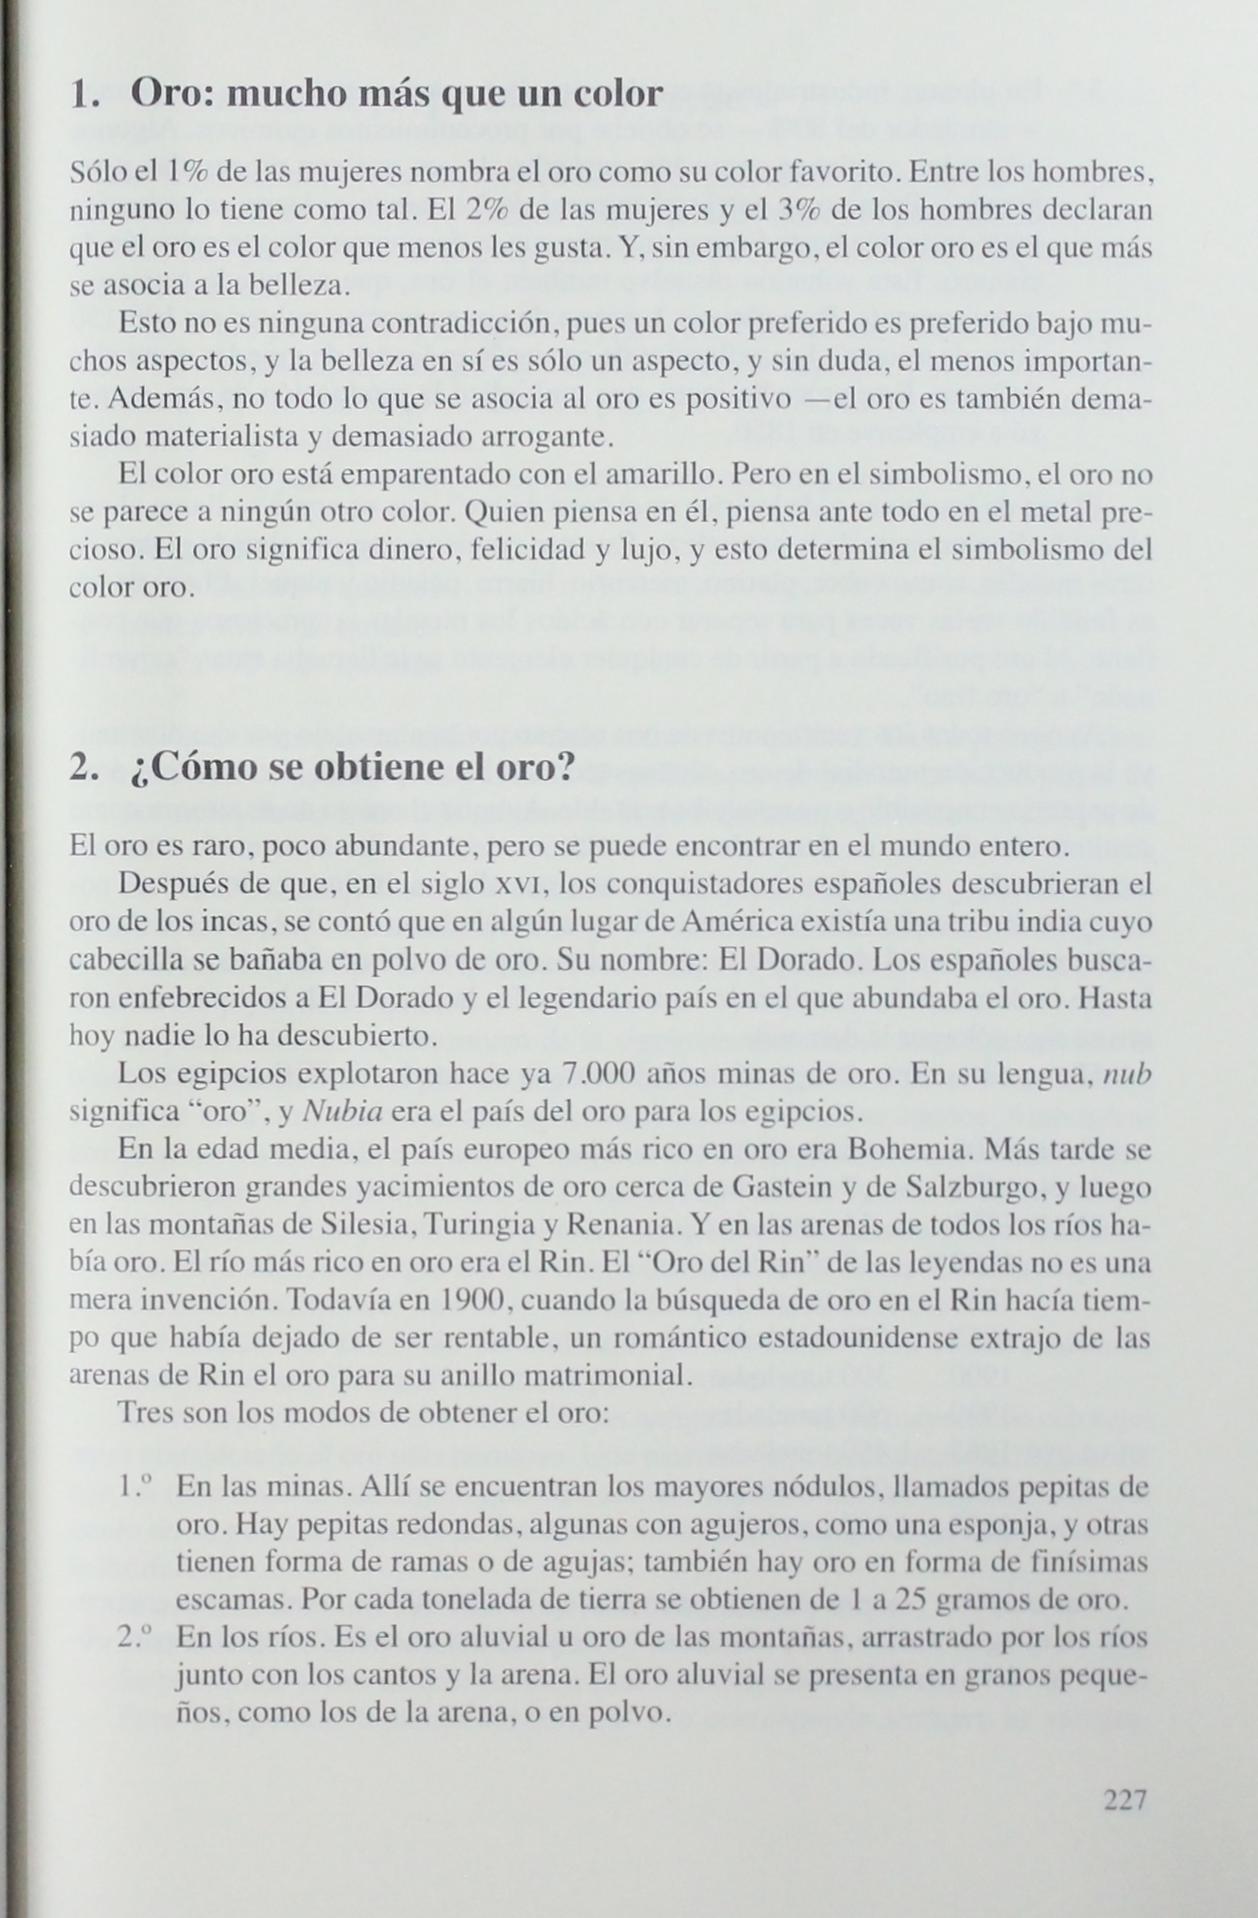 1. Oro: mucho más que un color
Sólo el 1% de las mujeres nombra el oro como su color favorito. Entre los hombres,
ninguno lo tiene como tal. El 2% de las mujeres y el 3% de los hombres declaran
que el oro es el color que menos les gusta. Y, sin embargo, el color oro es el que más
se asocia a la belleza.
Esto no es ninguna contradicción, pues un color preferido es preferido bajo mu-
chos aspectos, y la belleza en sí es sólo un aspecto, y sin duda, el menos importan-
te. Además, no todo lo que se asocia al oro es positivo —el oro es también dema-
siado materialista y demasiado arrogante.
El color oro está emparentado con el amarillo. Pero en el simbolismo, el oro no
se parece a ningún otro color. Quien piensa en él, piensa ante todo en el metal pre-
cioso. El oro significa dinero, felicidad y lujo, y esto determina el simbolismo del
color oro.
2. ¿Cómo se obtiene el oro?
El oro es raro, poco abundante, pero se puede encontrar en el mundo entero.
Después de que, en el siglo XVI, los conquistadores españoles descubrieran el
oro de los incas, se contó que en algún lugar de América existía una tribu india cuyo
cabecilla se bañaba en polvo de oro. Su nombre: El Dorado. Los españoles busca-
ron enfebrecidos a El Dorado y el legendario país en el que abundaba el oro. Hasta
hoy nadie lo ha descubierto.
Los egipcios explotaron hace ya 7.000 años minas de oro. En su lengua, nub
significa “oro”, y Nubia era el país del oro para los egipcios.
En la edad media, el país europeo más rico en oro era Bohemia. Más tarde se
descubrieron grandes yacimientos de oro cerca de Gastein y de Salzburgo, y luego
en las montañas de Silesia, Turingia y Renania. Y en las arenas de todos los ríos ha-
bía oro. El río más rico en oro era el Rin. El “Oro del Rin” de las leyendas no es una
mera invención. Todavía en 1900, cuando la búsqueda de oro en el Rin hacía tiem-
po que había dejado de ser rentable, un romántico estadounidense extrajo de las
arenas de Rin el oro para su anillo matrimonial.
Tres son los modos de obtener el oro:
1.º En las minas. Allí se encuentran los mayores nódulos, llamados pepitas de
oro. Hay pepitas redondas, algunas con agujeros, como una esponja, y otras
tienen forma de ramas o de agujas; también hay oro en forma de finísimas
escamas. Por cada tonelada de tierra se obtienen de 1 a 25 gramos de oro.
2.º En los ríos. Es el oro aluvial u oro de las montañas, arrastrado por los ríos
junto con los cantos y la arena. El oro aluvial se presenta en granos peque-
ños, como los de la arena, o en polvo.
227